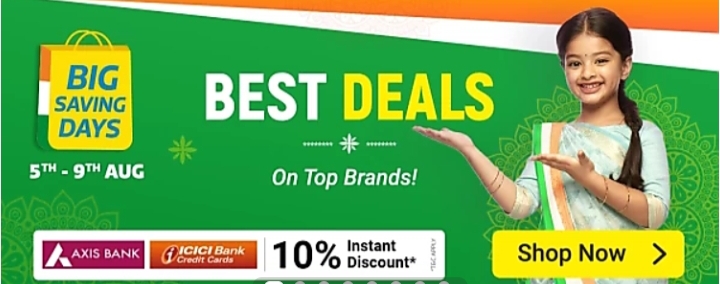 BIG
SAVING
DAYS
5TH - 9TH AUG
BEST DEALS
On Top Brands!
AXIS BANK
ICICI Bank
Credit Cards
10% Instant
Discount*
*T&C APPLY
Shop Now >